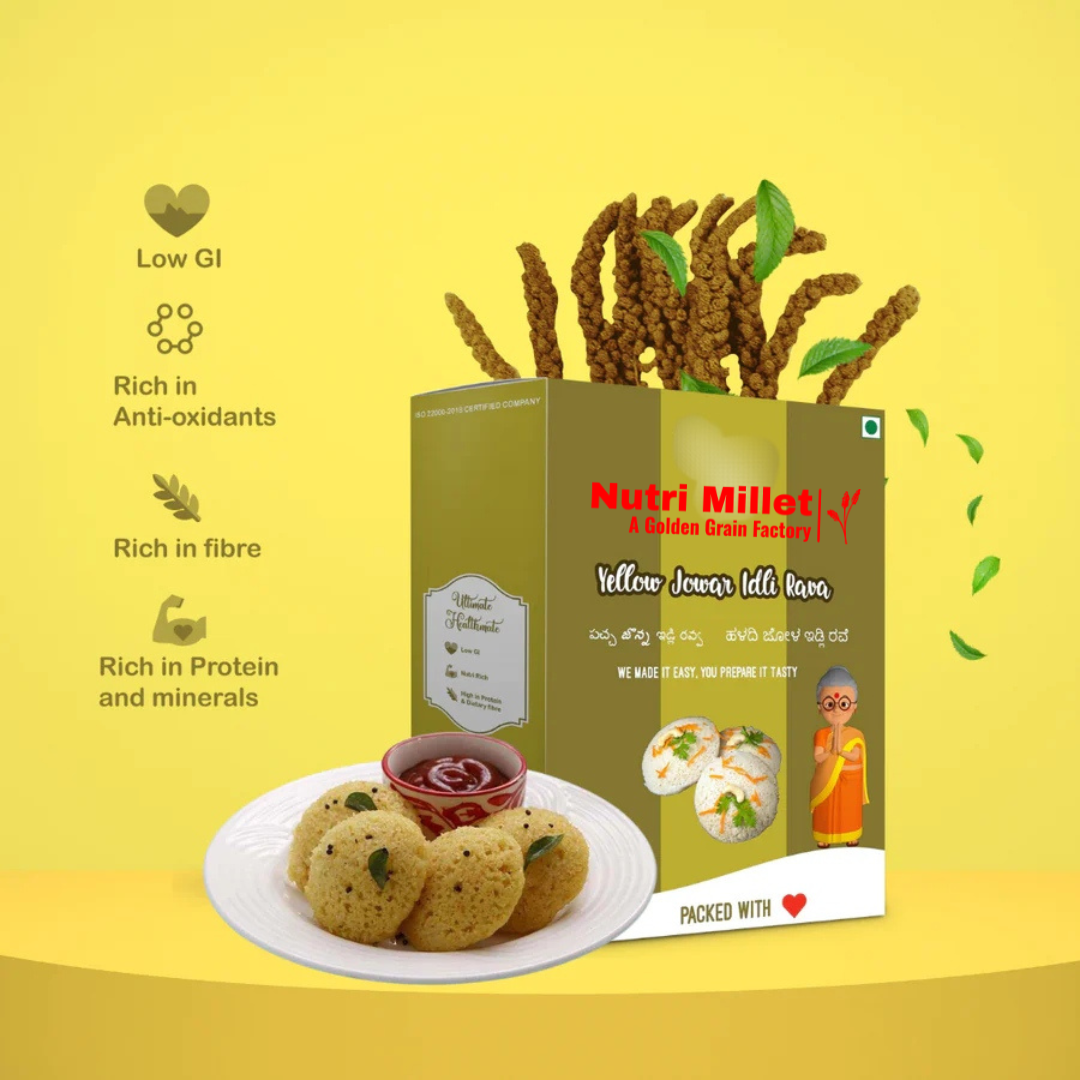 Low GI
Rich in
Anti-oxidants
Rich in fibre
Rich in Protein
and minerals
ISO 22000-2018 CERTIFIED COMPANY
Ultimate
Healthmate
Low GI
Nutri Rich
High in Protein
& Dietary fibre
Nutri Millet
A Golden Grain Factory
Yellow Jowar Idli Rava
పచ్చ జొన్న ఇడ్లి రవ్వ ಹಳದಿ ಜೋಳ ಇಡ್ಲಿ ರವೆ
WE MADE IT EASY, YOU PREPARE IT TASTY
PACKED WITH